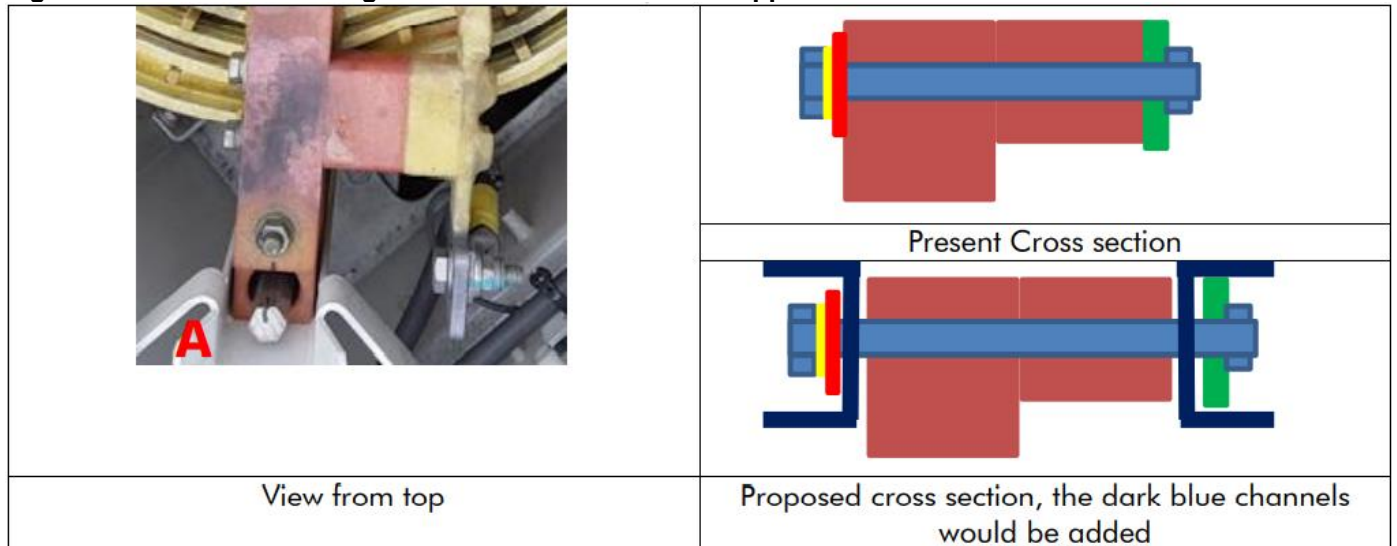 A
Present Cross section
View from top
Proposed cross section, the dark blue channels
would be added